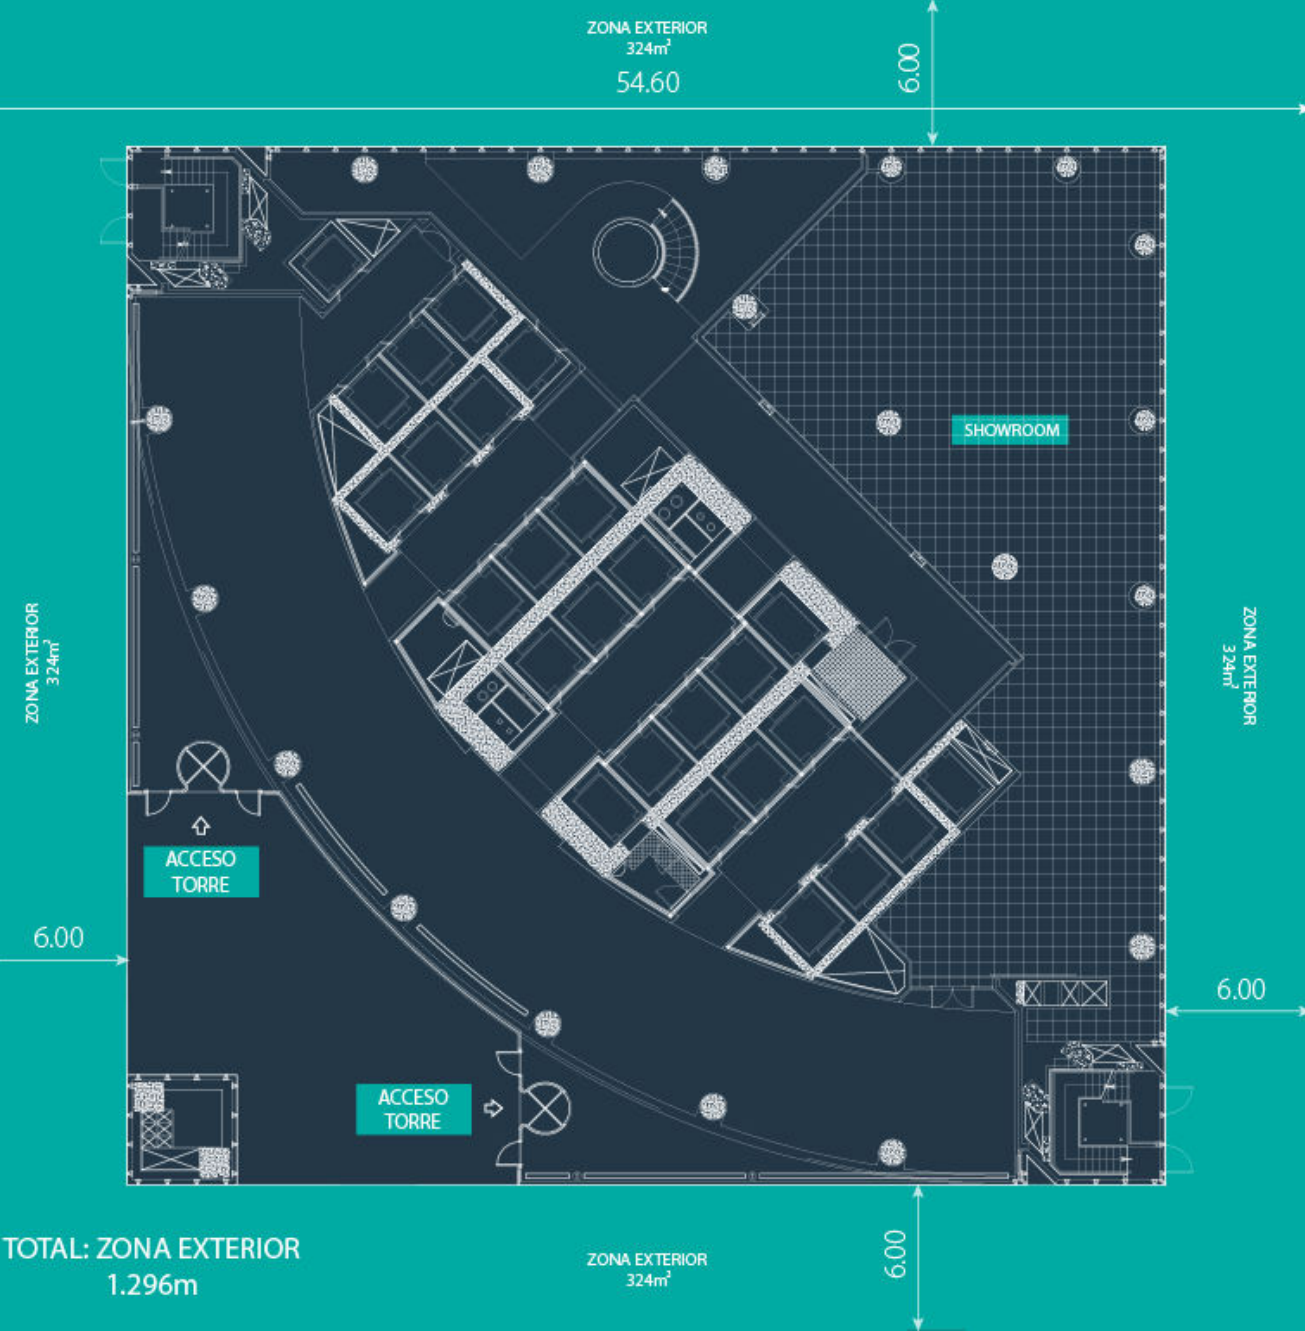 ZONA EXTERIOR
324m²
54.60
6.00
SHOWROOM
ZONA EXTERIOR
324m²
ZONA EXTERIOR
324m²
ACCESO
TORRE
6.00
6.00
ACCESO
TORRE
TOTAL: ZONA EXTERIOR
1.296m
ZONA EXTERIOR
324m²
6.00